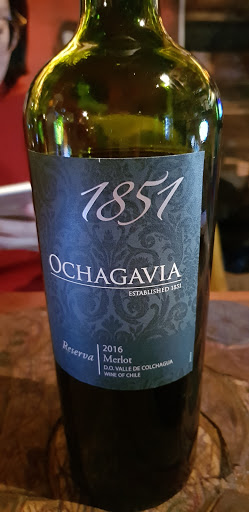 1851
OCHAGAVIA
ESTABLISHED 1851
Reserva
2016
Merlot
D.O. VALLE DE COLCHAGUA
WINE OF CHILE